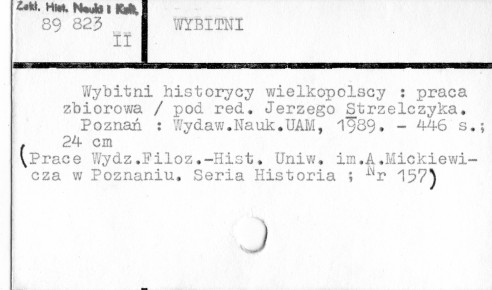 Zakł. Hist. Nauki i Kult.
89 823
II
WYBITNI
Wybitni historycy wielkopolscy : praca
zbiorowa / pod red. Jerzego Strzelczyka.
Poznań : Wydaw.Nauk.UAM, 1989. - 446 s.;
24 cm
(Prace Wydz.Filoz.-Hist. Uniw. im.A.Mickiewi-
cza w Poznaniu. Seria Historia ; Nr 157)